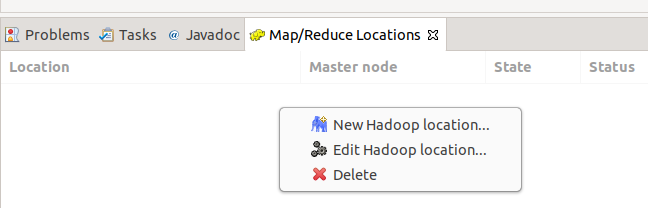 Problems Tasks @ Javadoc Map/Reduce Locations
Location Master node State Status
New Hadoop location...
Edit Hadoop location...
Delete